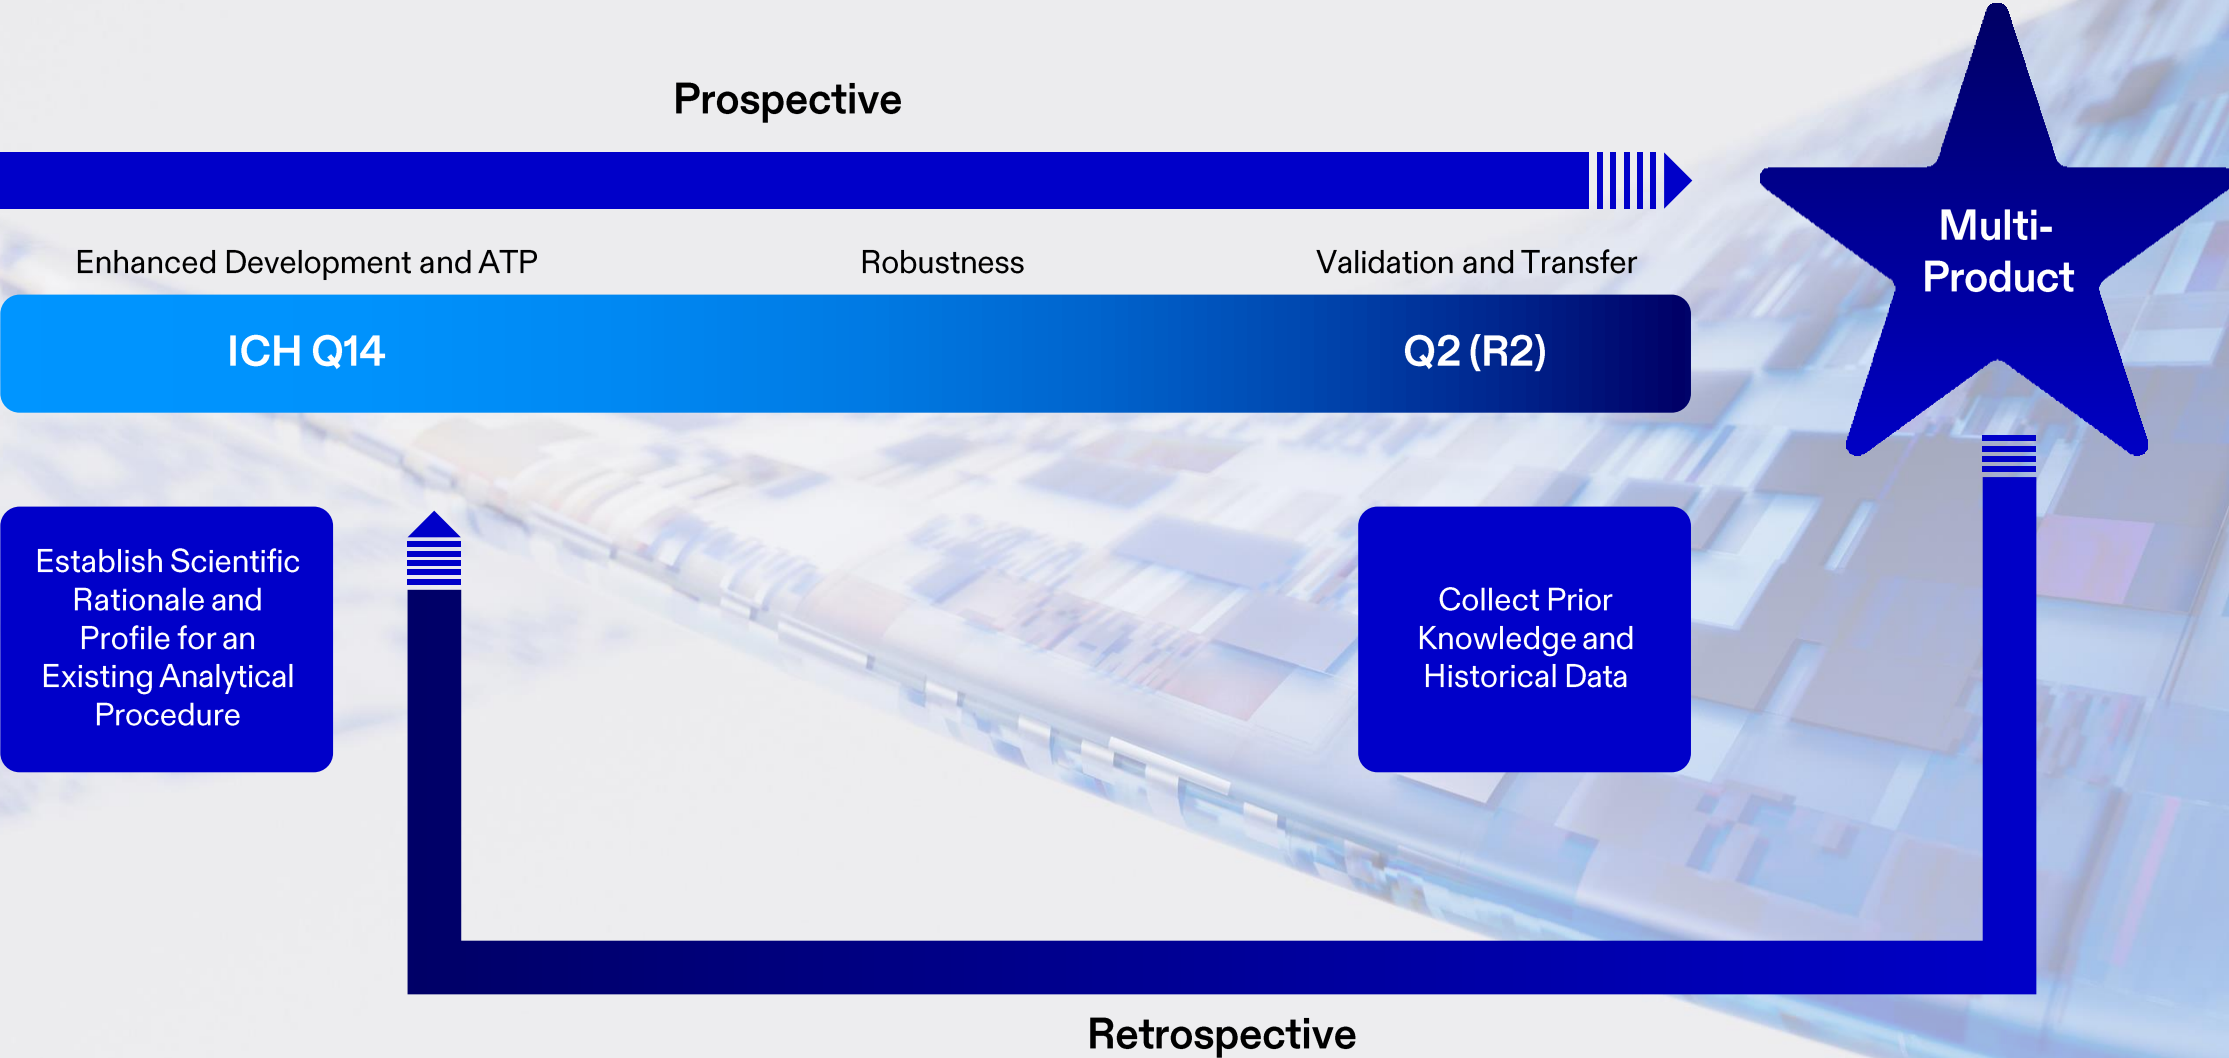 Prospective
Enhanced Development and ATP
Robustness
Validation and Transfer
ICH Q14
Q2 (R2)
Multi-
Product
Establish Scientific
Rationale and
Profile for an
Existing Analytical
Procedure
Collect Prior
Knowledge and
Historical Data
Retrospective